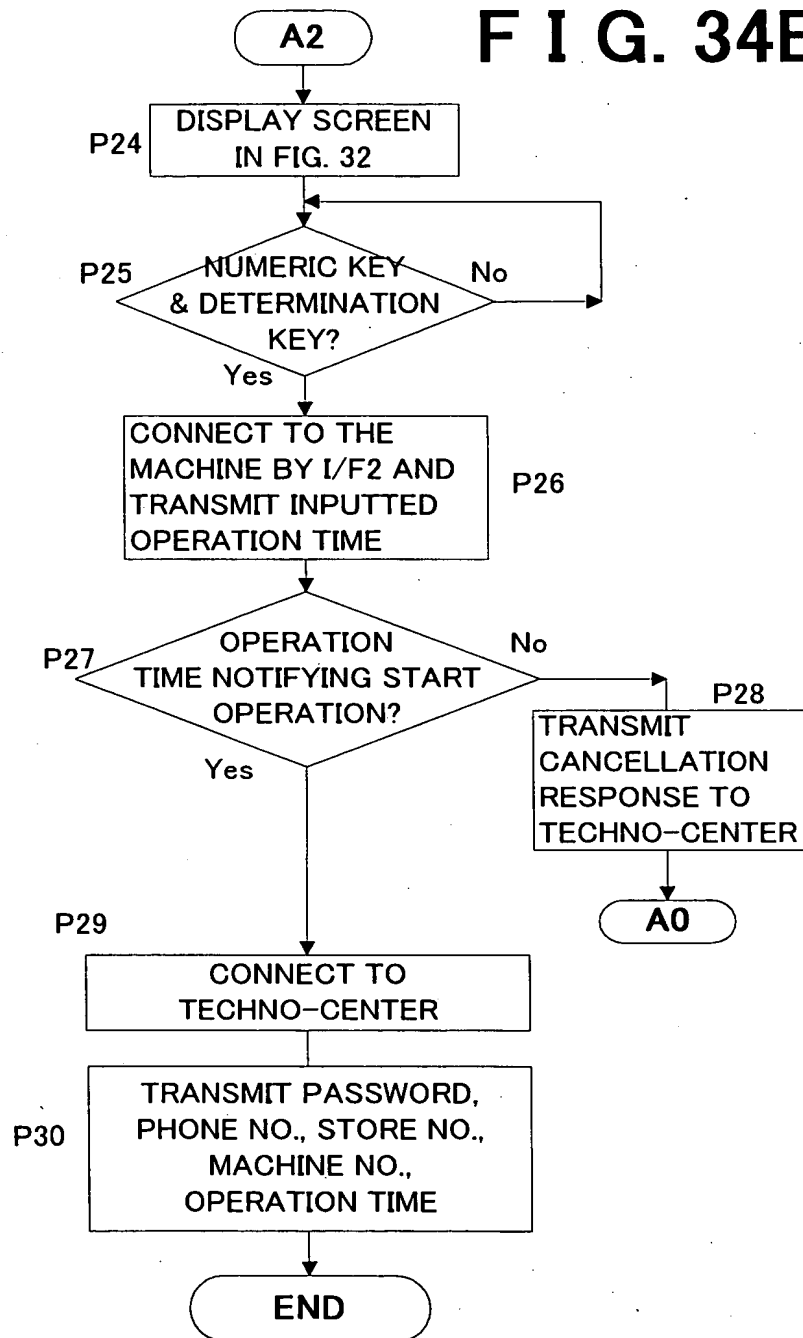 F I G. 34B
A2
P24
DISPLAY SCREEN
IN FIG. 32
P25
NUMERIC KEY
& DETERMINATION
KEY?
No
Yes
CONNECT TO THE
MACHINE BY I/F2 AND
TRANSMIT INPUTTED
OPERATION TIME
P26
P27
OPERATION
TIME NOTIFYING START
OPERATION?
No
Yes
P28
TRANSMIT
CANCELLATION
RESPONSE TO
TECHNO-CENTER
A0
P29
CONNECT TO
TECHNO-CENTER
P30
TRANSMIT PASSWORD,
PHONE NO., STORE NO.,
MACHINE NO.,
OPERATION TIME
END